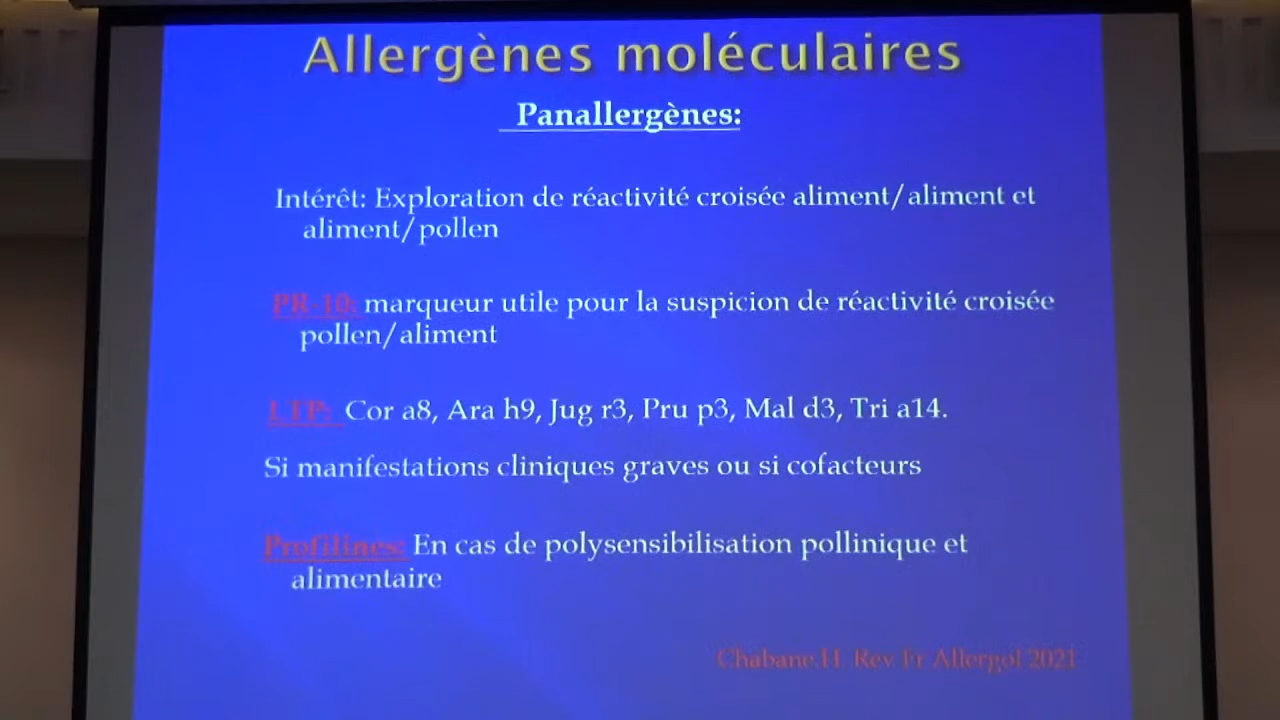 Allergènes moléculaires
Panallergènes:
Intérêt: Exploration de réactivité croisée aliment/aliment et
aliment/pollen
PR-10: marqueur utile pour la suspicion de réactivité croisée
pollen/aliment
LTP: Cor a8, Ara h9, Jug r3, Pru p3, Mal d3, Tri a14.
Si manifestations cliniques graves ou si cofacteurs
Profilines: En cas de polysensibilisation pollinique et
alimentaire
Chabane.H Rev Fr Allergol 2021